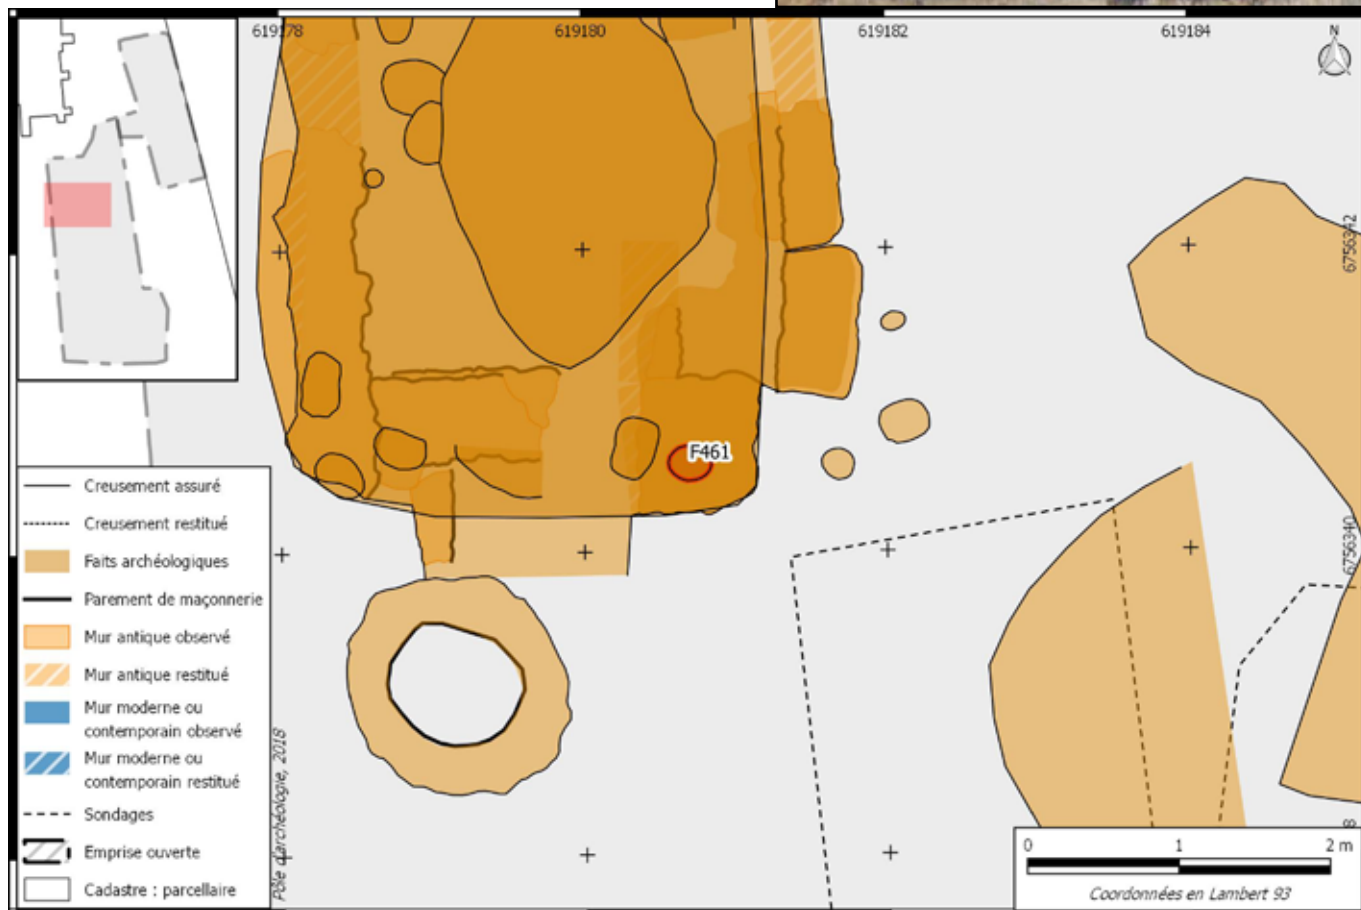 619178
619180
619182
619184
N
6756342
F461
6756340
Creusement assuré
Creusement restitué
Faits archéologiques
Parement de maçonnerie
Mur antique observé
Mur antique restitué
Mur moderne ou
contemporain observé
Mur moderne ou
contemporain restitué
Sondages
Emprise ouverte
Cadastre : parcellaire
Pôle d'archéologie, 2018
8
0 1 2 m
Coordonnées en Lambert 93